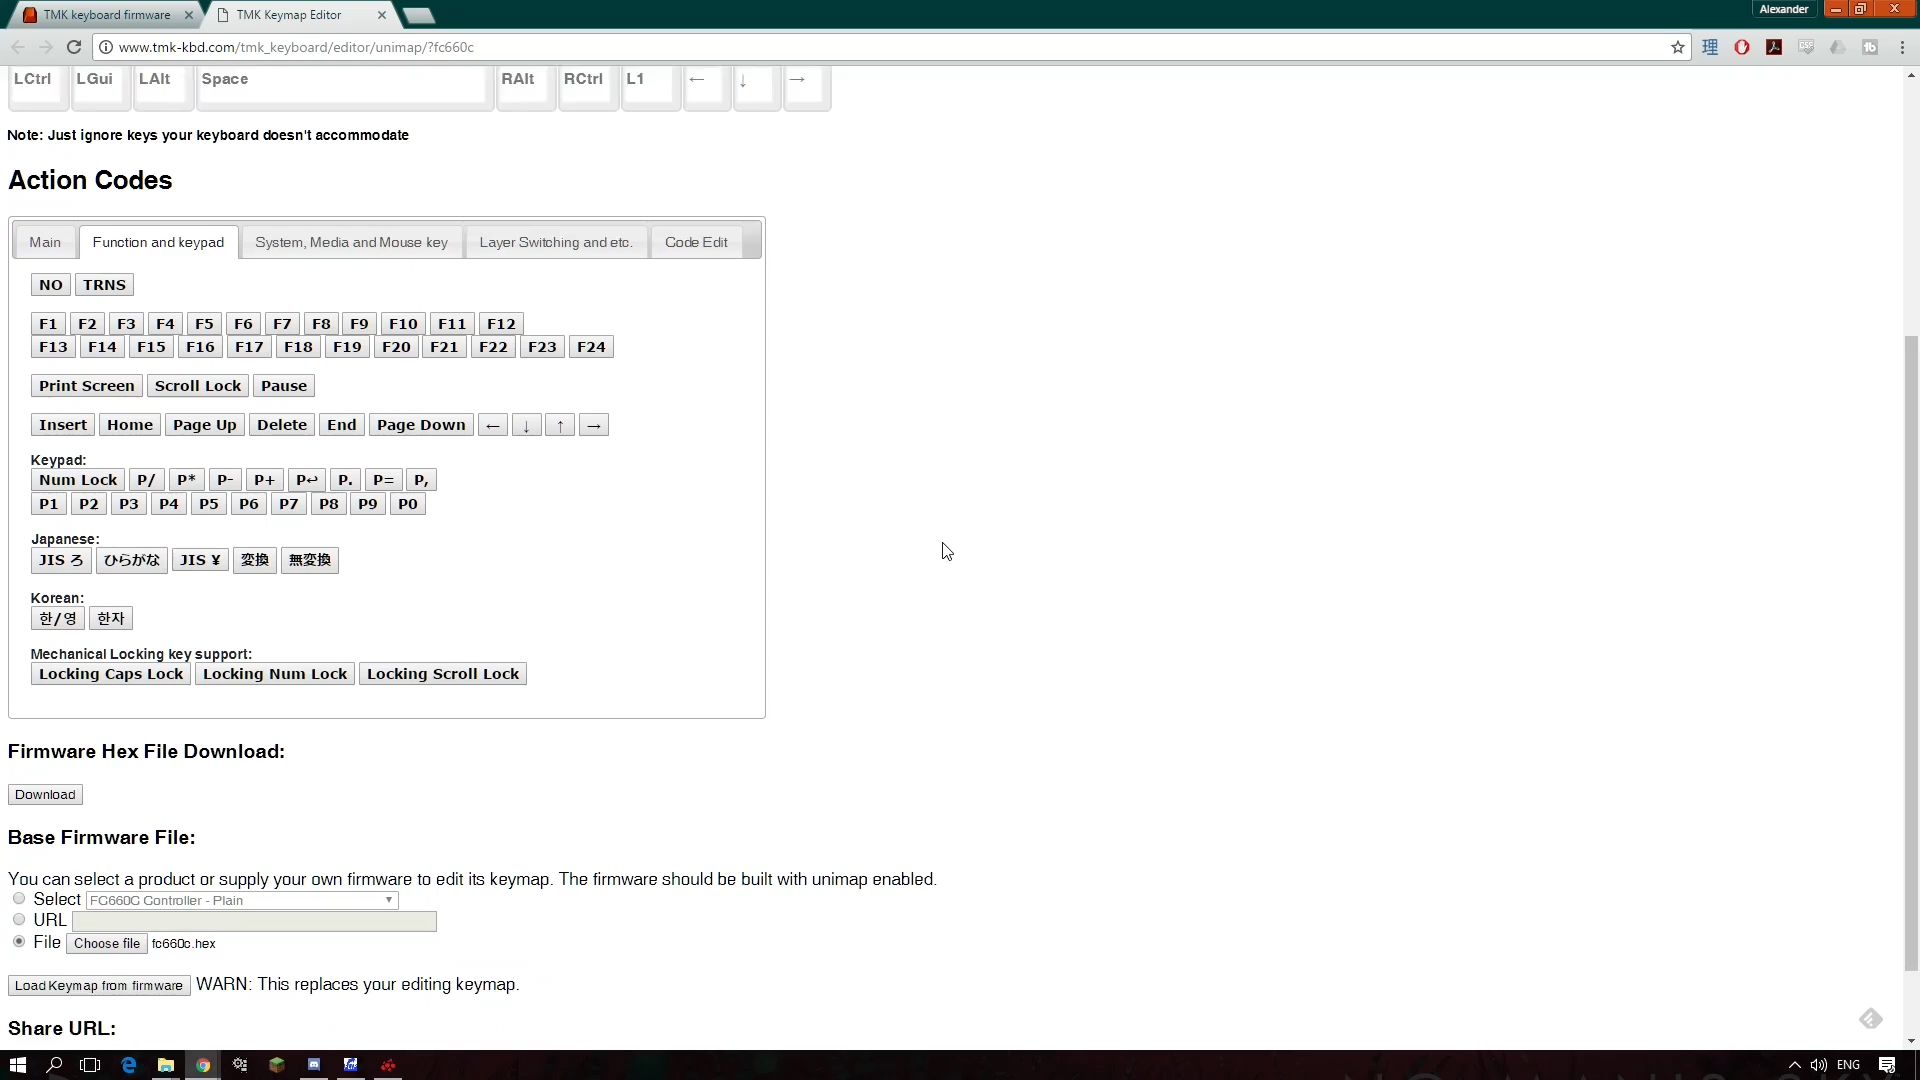 TMK keyboard firmware
TMK Keymap Editor
Alexander
www.tmk-kbd.com/tmk_keyboard/editor/unimap/?fc660c
LCtrl LGui LAlt Space RAlt RCtrl L1 ← ↓ →
Note: Just ignore keys your keyboard doesn't accommodate
Action Codes
Main Function and keypad System, Media and Mouse key Layer Switching and etc. Code Edit
NO TRNS
F1 F2 F3 F4 F5 F6 F7 F8 F9 F10 F11 F12
F13 F14 F15 F16 F17 F18 F19 F20 F21 F22 F23 F24
Print Screen Scroll Lock Pause
Insert Home Page Up Delete End Page Down ← ↓ ↑ →
Keypad:
Num Lock P/ P* P- P+ P↩ P. P= P,
P1 P2 P3 P4 P5 P6 P7 P8 P9 P0
Japanese:
JIS ろ ひらがな JIS ¥ 変換 無変換
Korean:
한/영 한자
Mechanical Locking key support:
Locking Caps Lock Locking Num Lock Locking Scroll Lock
Firmware Hex File Download:
Download
Base Firmware File:
You can select a product or supply your own firmware to edit its keymap. The firmware should be built with unimap enabled.
Select FC660C Controller - Plain
URL
File Choose file fc660c.hex
Load Keymap from firmware WARN: This replaces your editing keymap.
Share URL:
ENG